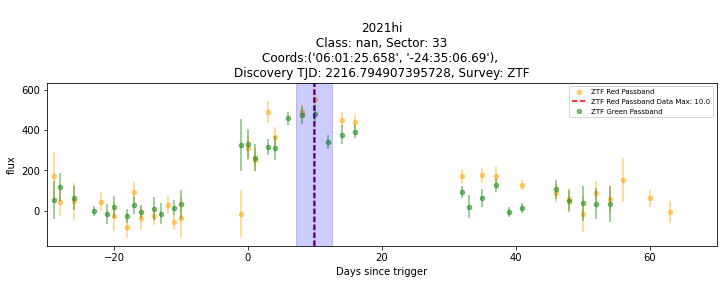 2021hi
Class: nan, Sector: 33
Coords:('06:01:25.658', '-24:35:06.69'),
Discovery TJD: 2216.794907395728, Survey: ZTF
600
400
200
0
flux
−20
0
20
40
60
Days since trigger
ZTF Red Passband
ZTF Red Passband Data Max: 10.0
ZTF Green Passband